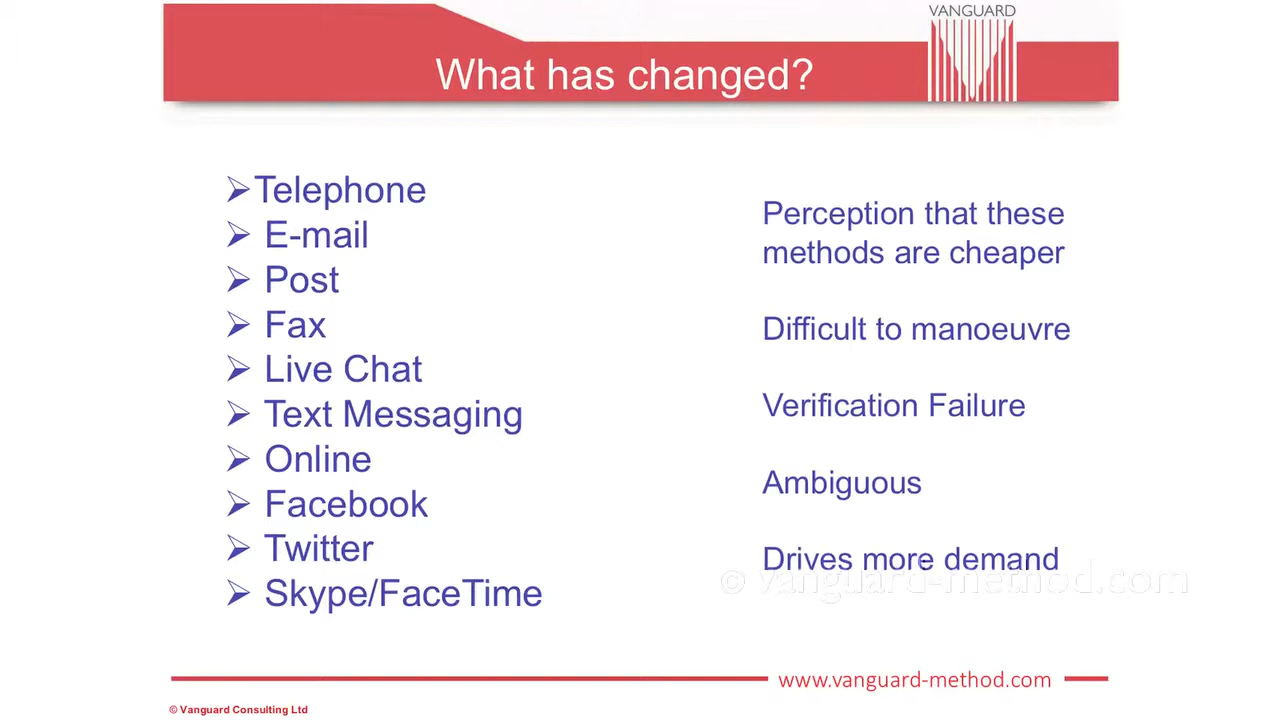 VANGUARD
What has changed?
➢Telephone
➢ E-mail
➢ Post
➢ Fax
➢ Live Chat
➢ Text Messaging
➢ Online
➢ Facebook
➢ Twitter
➢ Skype/FaceTime
Perception that these
methods are cheaper
Difficult to manoeuvre
Verification Failure
Ambiguous
Drives more demand
© vanguard-method.com
www.vanguard-method.com
© Vanguard Consulting Ltd